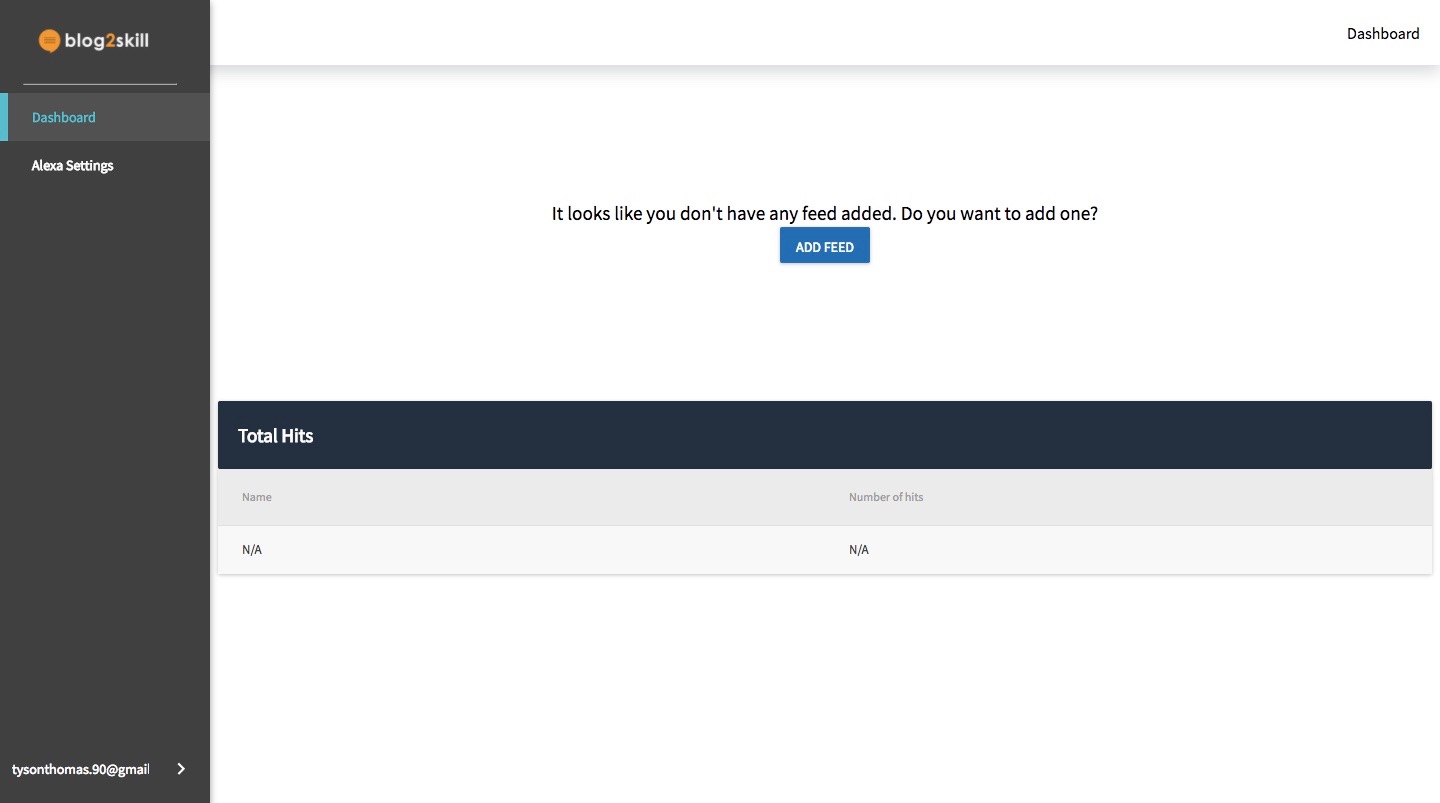 blog2skill
Dashboard
Dashboard
Alexa Settings
It looks like you don't have any feed added. Do you want to add one?
ADD FEED
Total Hits
Name Number of hits
N/A N/A
tysonthomas.90@gmail